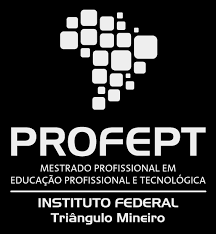 PROFEPT
MESTRADO PROFISSIONAL EM
EDUCAÇÃO PROFISSIONAL E TECNOLÓGICA
INSTITUTO FEDERAL
Triângulo Mineiro